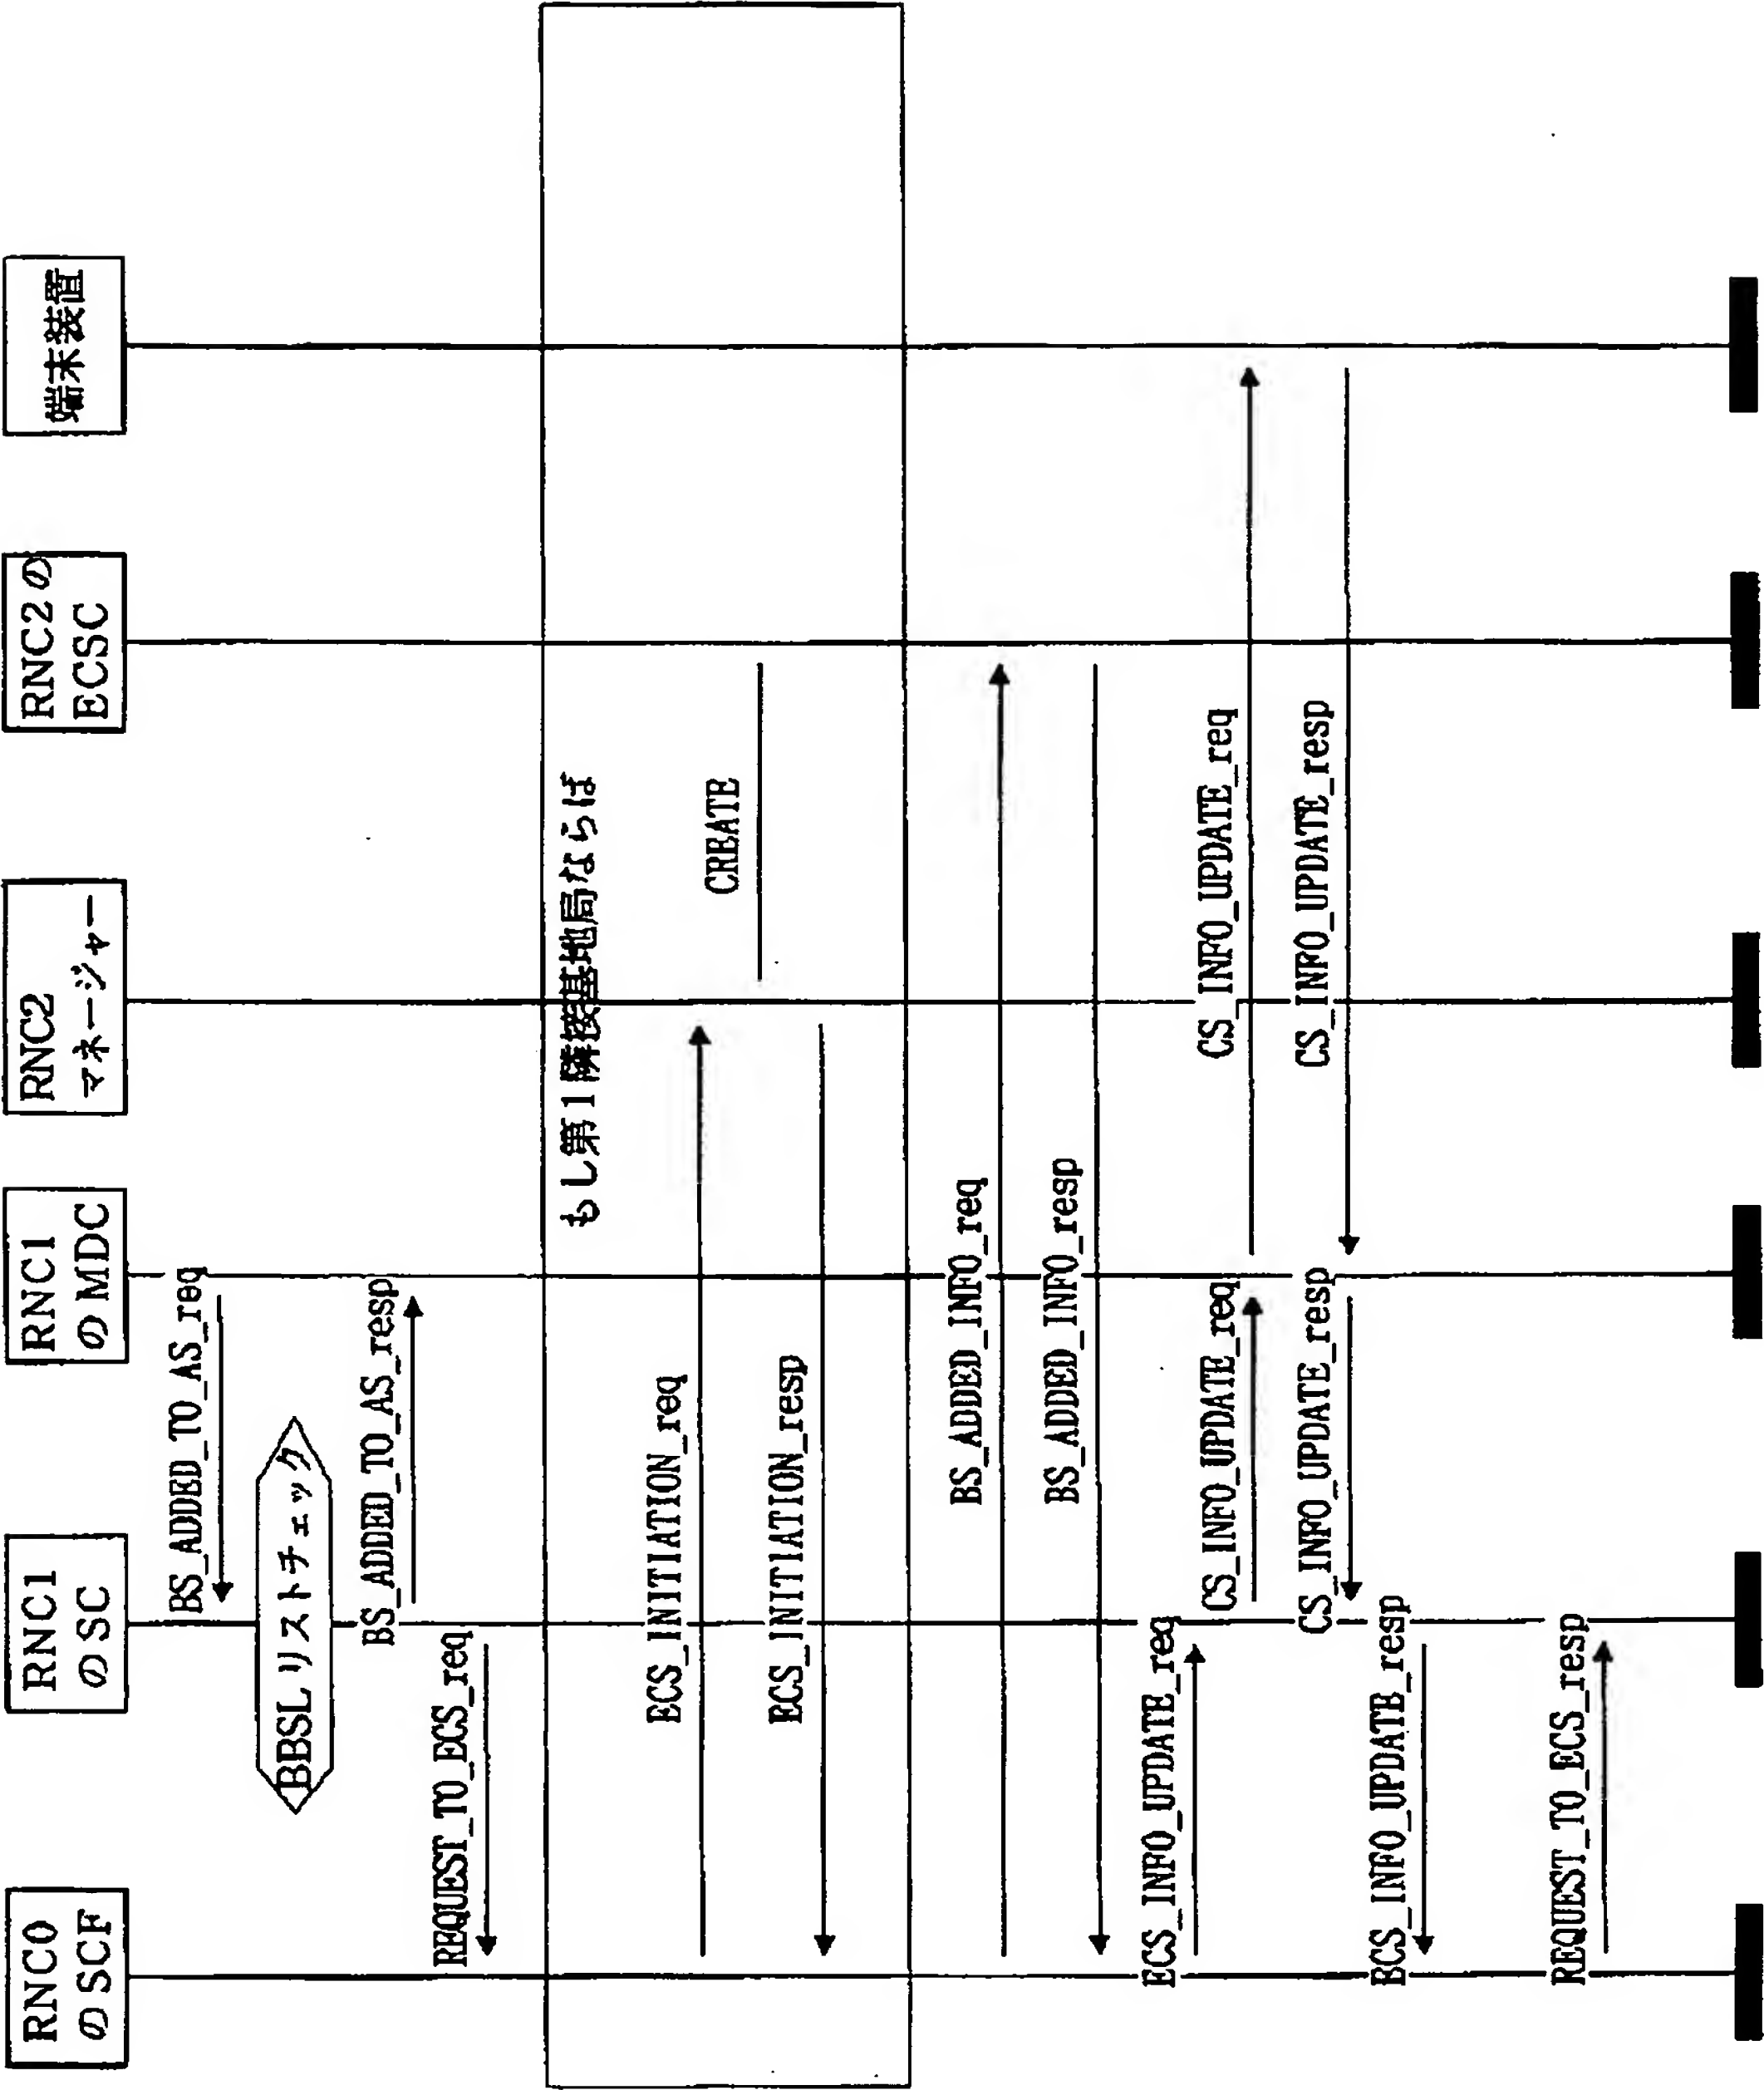 RNC0
のSCF
RNC1
のSC
RNC1
のMDC
RNC2
マネージャー
RNC2の
ECSC
端末装置
BS_ADDED_TO_AS_req
BBSLリストチェック
BS_ADDED_TO_AS_resp
REQUEST_TO_ECS_req
もし第1隣接基地局ならば
ECS_INITIATION_req
CREATE
ECS_INITIATION_resp
BS_ADDED_INFO_req
BS_ADDED_INFO_resp
ECS_INFO_UPDATE_req
CS_INFO_UPDATE_req
CS_INFO_UPDATE_req
CS_INFO_UPDATE_resp
CS_INFO_UPDATE_resp
ECS_INFO_UPDATE_resp
REQUEST_TO_ECS_resp